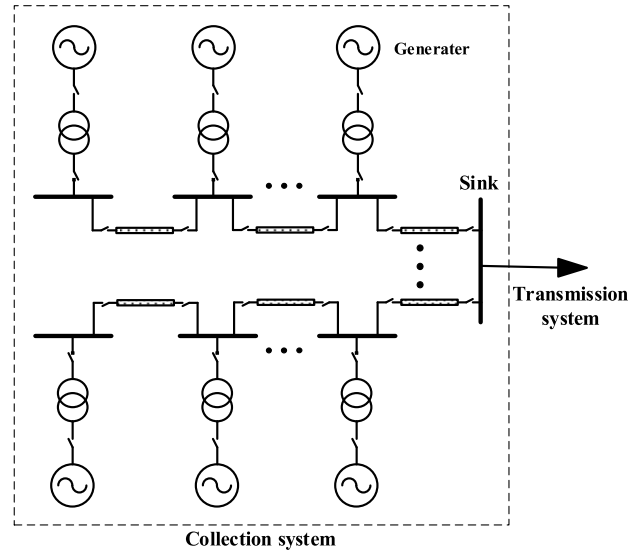 Generater
Sink
Transmission
system
Collection system